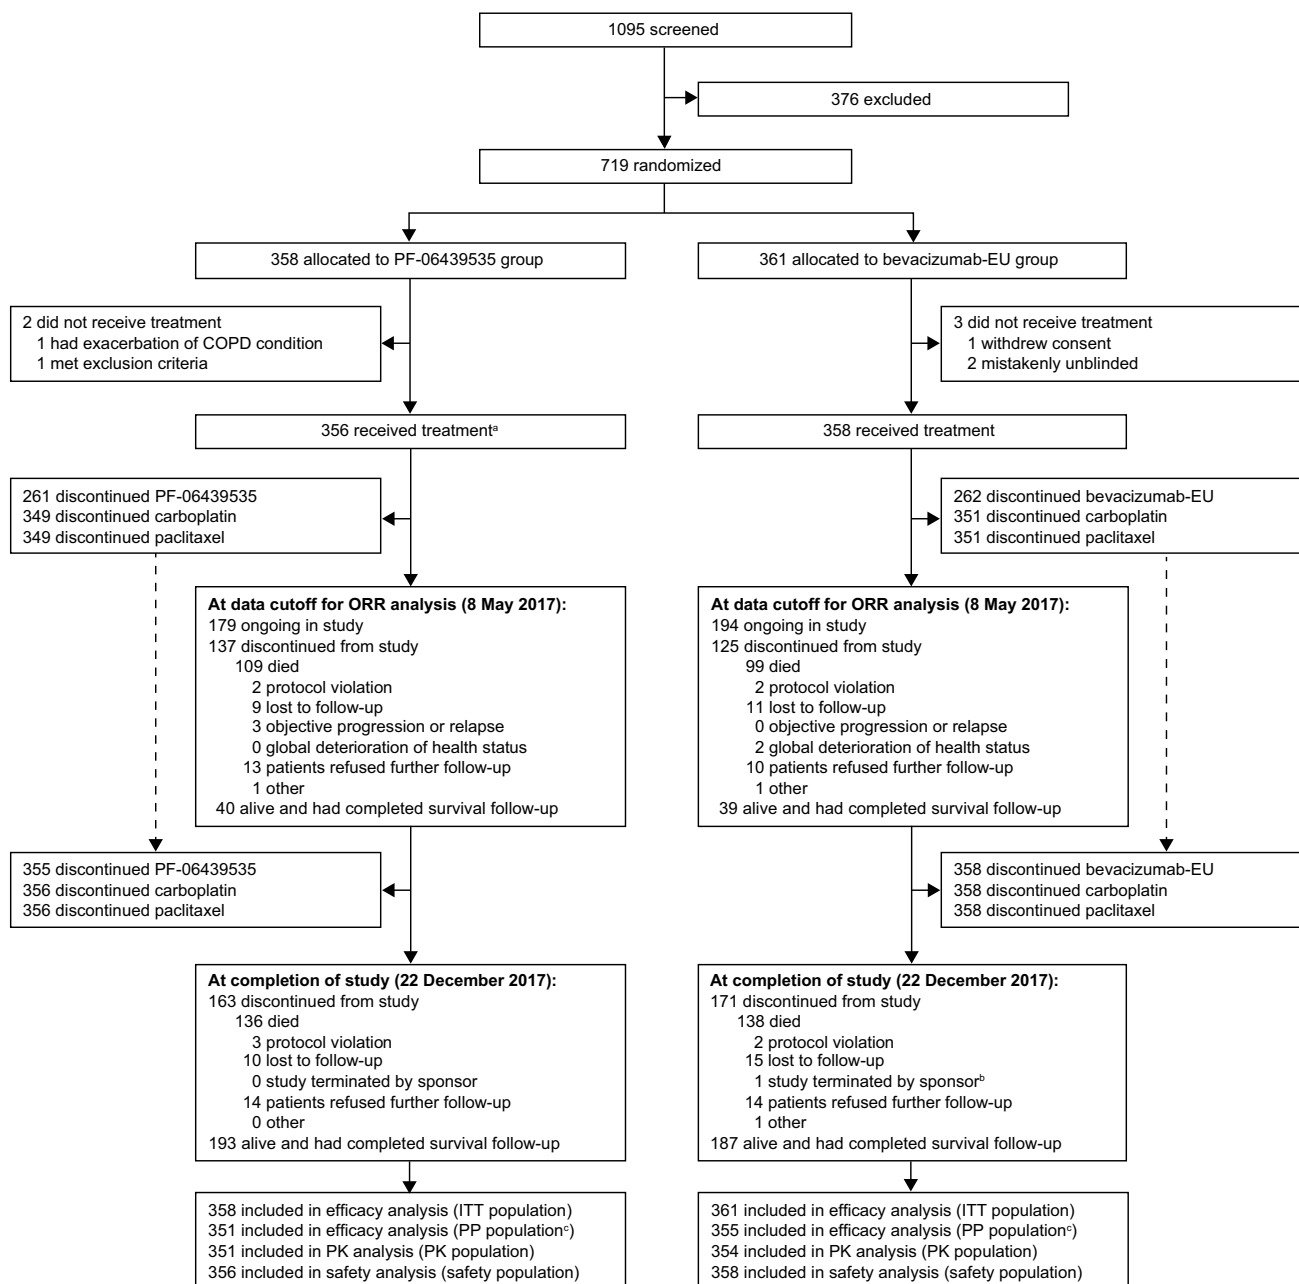 1095 screened
376 excluded
719 randomized
358 allocated to PF-06439535 group
361 allocated to bevacizumab-EU group
2 did not receive treatment
1 had exacerbation of COPD condition
1 met exclusion criteria
3 did not receive treatment
1 withdrew consent
2 mistakenly unblinded
356 received treatmentᵃ
358 received treatment
261 discontinued PF-06439535
349 discontinued carboplatin
349 discontinued paclitaxel
262 discontinued bevacizumab-EU
351 discontinued carboplatin
351 discontinued paclitaxel
At data cutoff for ORR analysis (8 May 2017):
179 ongoing in study
137 discontinued from study
109 died
2 protocol violation
9 lost to follow-up
3 objective progression or relapse
0 global deterioration of health status
13 patients refused further follow-up
1 other
40 alive and had completed survival follow-up
At data cutoff for ORR analysis (8 May 2017):
194 ongoing in study
125 discontinued from study
99 died
2 protocol violation
11 lost to follow-up
0 objective progression or relapse
2 global deterioration of health status
10 patients refused further follow-up
1 other
39 alive and had completed survival follow-up
355 discontinued PF-06439535
356 discontinued carboplatin
356 discontinued paclitaxel
358 discontinued bevacizumab-EU
358 discontinued carboplatin
358 discontinued paclitaxel
At completion of study (22 December 2017):
163 discontinued from study
136 died
3 protocol violation
10 lost to follow-up
0 study terminated by sponsor
14 patients refused further follow-up
0 other
193 alive and had completed survival follow-up
At completion of study (22 December 2017):
171 discontinued from study
138 died
2 protocol violation
15 lost to follow-up
1 study terminated by sponsorᵇ
14 patients refused further follow-up
1 other
187 alive and had completed survival follow-up
358 included in efficacy analysis (ITT population)
351 included in efficacy analysis (PP populationᶜ)
351 included in PK analysis (PK population)
356 included in safety analysis (safety population)
361 included in efficacy analysis (ITT population)
355 included in efficacy analysis (PP populationᶜ)
354 included in PK analysis (PK population)
358 included in safety analysis (safety population)